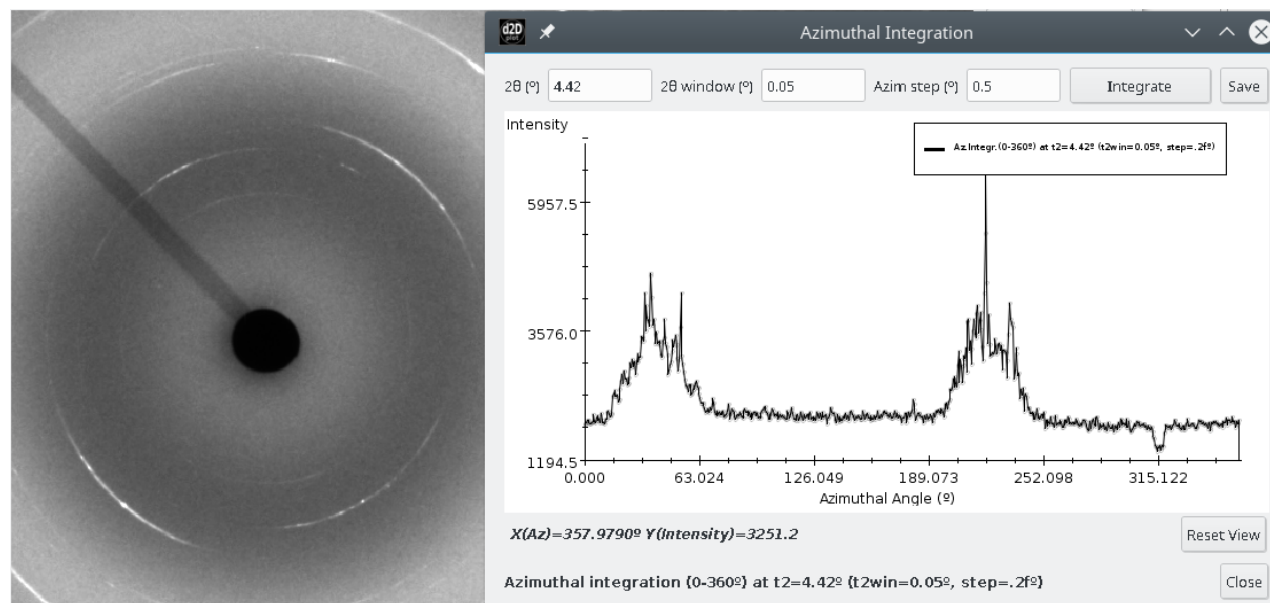 d2D
Azimuthal Integration
2θ (º) 4.42 2θ window (º) 0.05 Azim step (º) 0.5 Integrate Save
Intensity
Az.Integr.(0-360º) at t2=4.42º (t2win=0.05º, step=.2fº)
5957.5
3576.0
1194.5
0.000 63.024 126.049 189.073 252.098 315.122
Azimuthal Angle (º)
X(Az)=357.9790º Y(Intensity)=3251.2
Reset View
Azimuthal integration (0-360º) at t2=4.42º (t2win=0.05º, step=.2fº)
Close